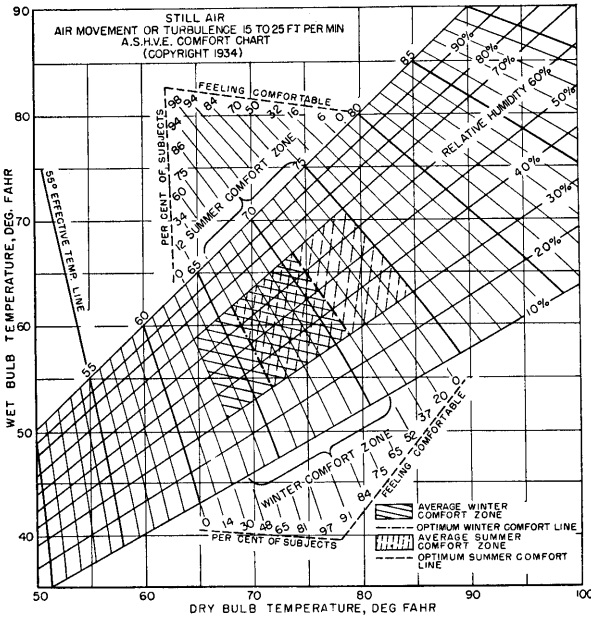 STILL AIR
AIR MOVEMENT OR TURBULENCE 15 TO 25 FT PER MIN
A.S.H.V.E. COMFORT CHART
(COPYRIGHT 1934)
90
80
70
60
50
40
WET BULB TEMPERATURE, DEG. FAHR
50 60 70 80 90 100
DRY BULB TEMPERATURE, DEG FAHR
FEELING COMFORTABLE
98 94 84 70 50 32 16 6 0
PER CENT OF SUBJECTS
94
86
75
60
34
12
0
SUMMER COMFORT ZONE
55° EFFECTIVE TEMP. LINE
55
60
65
70
75
80
85
90%
80%
70%
RELATIVE HUMIDITY 60%
50%
40%
30%
20%
10%
WINTER COMFORT ZONE
0 14 30 48 65 81 97 91 84 75 65 52 37 20 0
PER CENT OF SUBJECTS
FEELING COMFORTABLE
AVERAGE WINTER
COMFORT ZONE
OPTIMUM WINTER COMFORT LINE
AVERAGE SUMMER
COMFORT ZONE
OPTIMUM SUMMER COMFORT
LINE